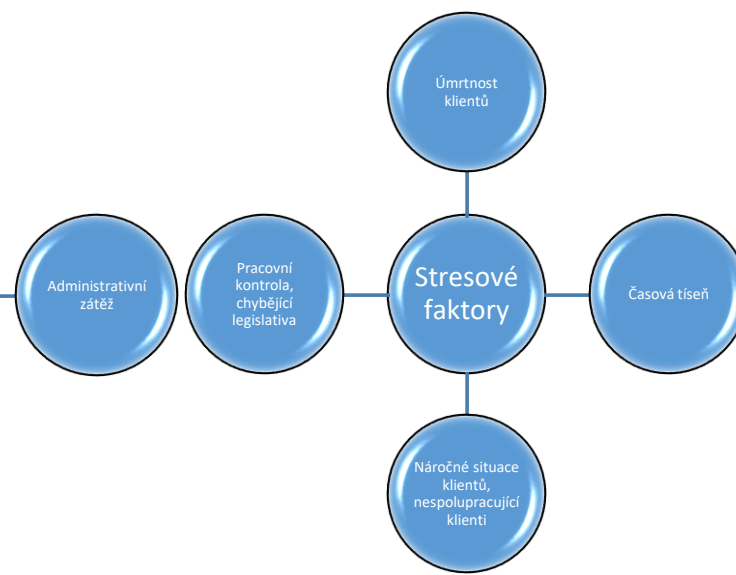 Úmrtnost
klientů
Administrativní
zátěž
Pracovní
kontrola,
chybějící
legislativa
Stresové
faktory
Časová tíseň
Náročné situace
klientů,
nespolupracující
klienti